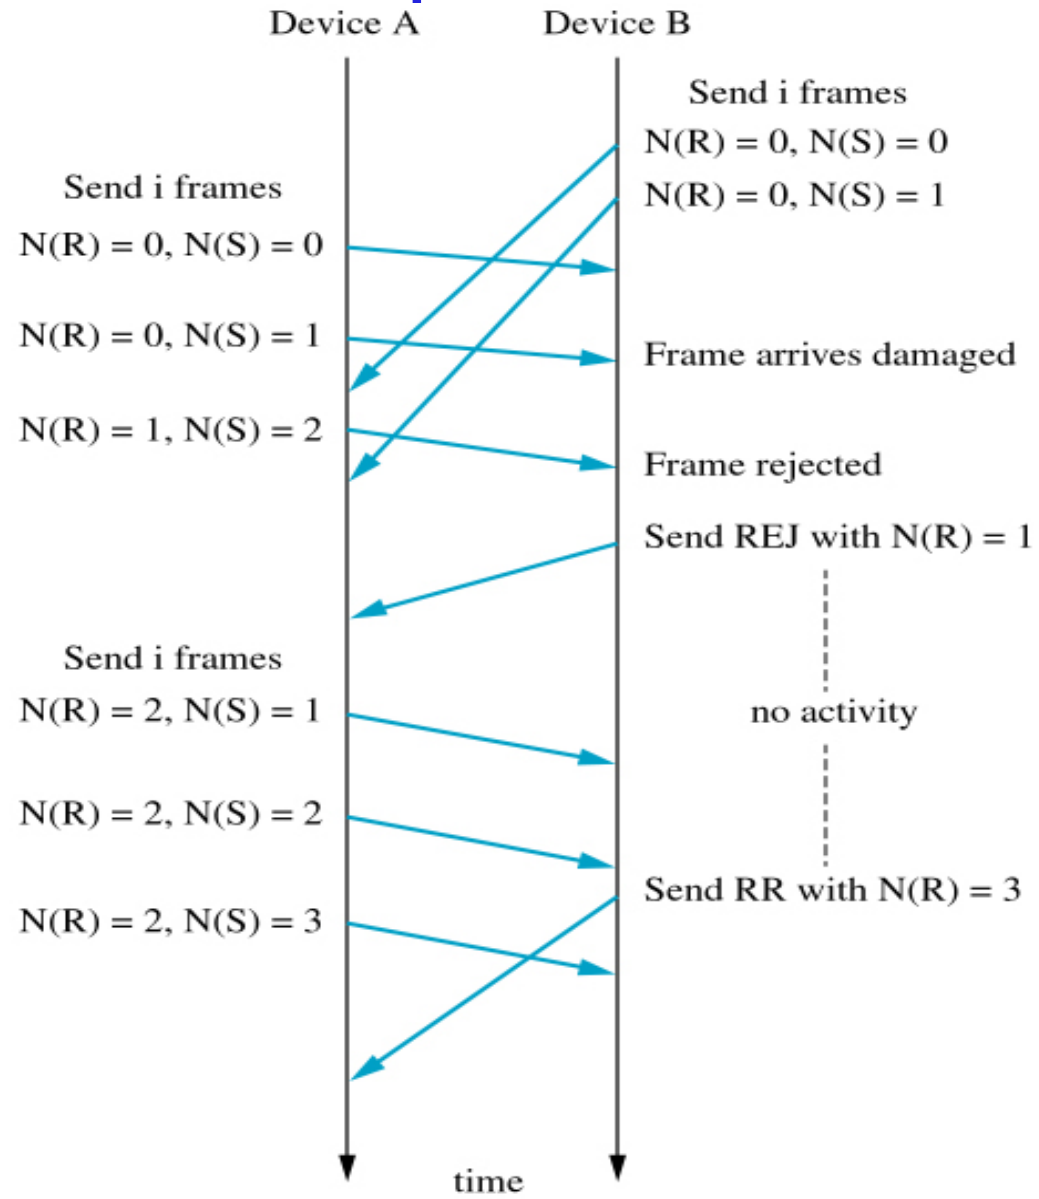 Device A Device B
Send i frames
N(R) = 0, N(S) = 0
N(R) = 0, N(S) = 1
Send i frames
N(R) = 0, N(S) = 0
N(R) = 0, N(S) = 1
Frame arrives damaged
N(R) = 1, N(S) = 2
Frame rejected
Send REJ with N(R) = 1
Send i frames
N(R) = 2, N(S) = 1
no activity
N(R) = 2, N(S) = 2
Send RR with N(R) = 3
N(R) = 2, N(S) = 3
time